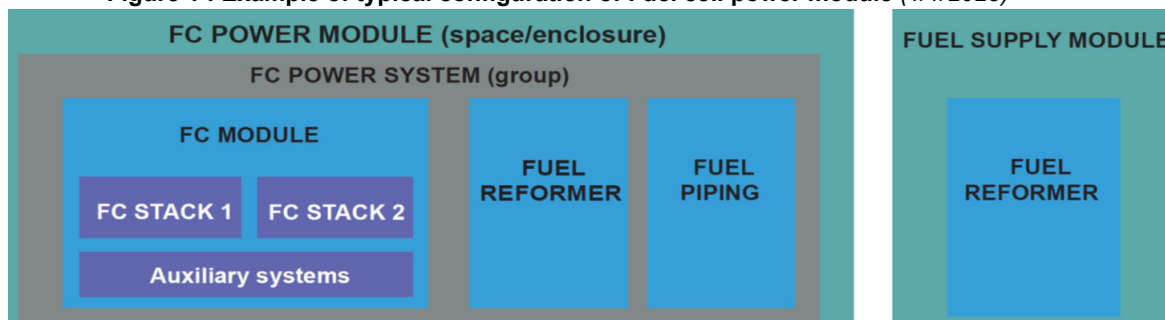 FC POWER MODULE (space/enclosure)
FUEL SUPPLY MODULE
FC POWER SYSTEM (group)
FC MODULE
FC STACK 1
FC STACK 2
Auxiliary systems
FUEL
REFORMER
FUEL
PIPING
FUEL
REFORMER